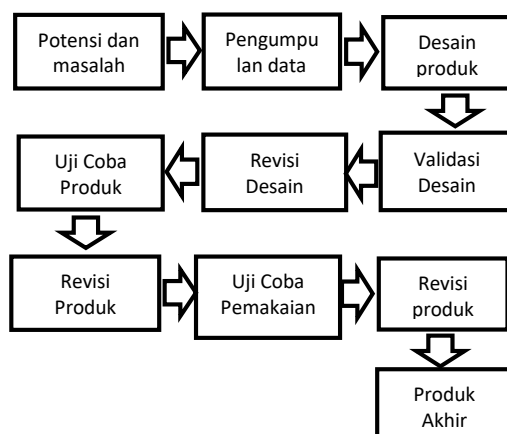 Potensi dan
masalah
Pengumpu
lan data
Desain
produk
Validasi
Desain
Revisi
Desain
Uji Coba
Produk
Revisi
Produk
Uji Coba
Pemakaian
Revisi
produk
Produk
Akhir